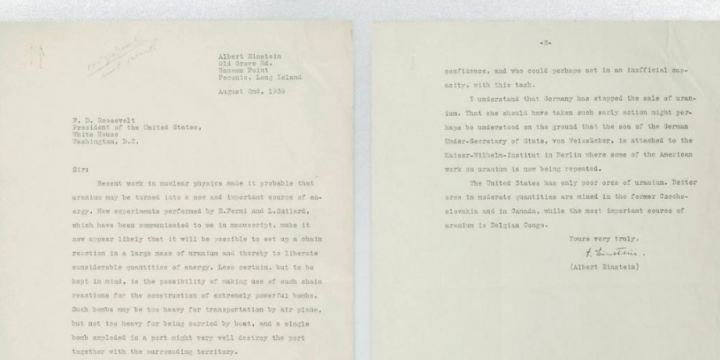 Albert Einstein
Old Grove Rd.
Nassau Point
Peconic, Long Island
August 2nd, 1939
F. D. Roosevelt
President of the United States,
White House
Washington, D.C.
Sir:
Recent work in nuclear physics made it probable that
uranium may be turned into a new and important source of en-
ergy. New experiments performed by E.Fermi and L.Szilard,
which have been communicated to me in manuscript, make it
now appear likely that it will be possible to set up a chain
reaction in a large mass of uranium and thereby to liberate
considerable quantities of energy. Less certain, but to be
kept in mind, is the possibility of making use of such chain
reactions for the construction of extremely powerful bombs.
Such bombs may be too heavy for transportation by air plane,
but not too heavy for being carried by boat, and a single
bomb exploded in a port might very well destroy the port
together with the surrounding territory.
-2-
confidence, and who could perhaps act in an inofficial cap-
acity, with this task.
I understand that Germany has stopped the sale of uran-
ium. That she should have taken such early action might per-
haps be understood on the ground that the son of the German
Under-Secretary of State, von Weizsäcker, is attached to the
Kaiser-Wilhelm-Institut in Berlin where some of the American
work on uranium is now being repeated.
The United States has only poor ores of uranium. Better
ores in moderate quantities are mined in the former Czecho-
slovakia and in Canada, while the most important source of
uranium is Belgian Congo.
Yours very truly,
A. Einstein.
(Albert Einstein)